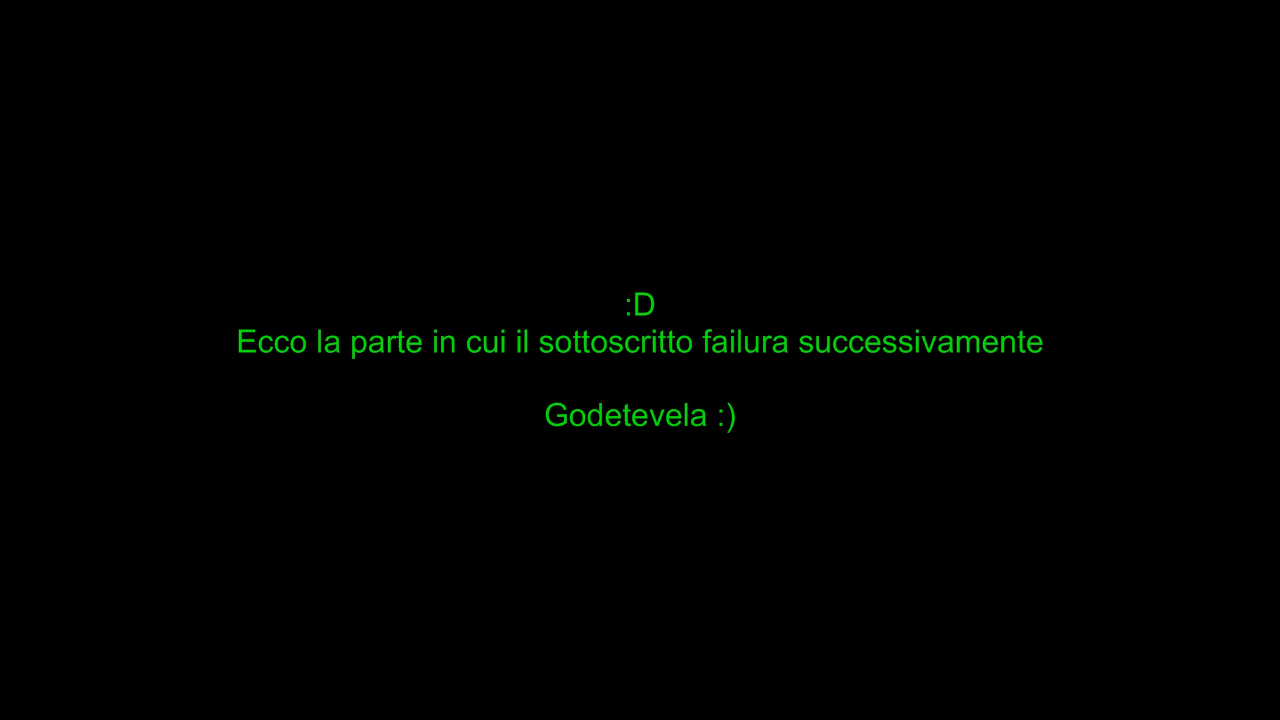 :D
Ecco la parte in cui il sottoscritto failura successivamente
Godetevela :)